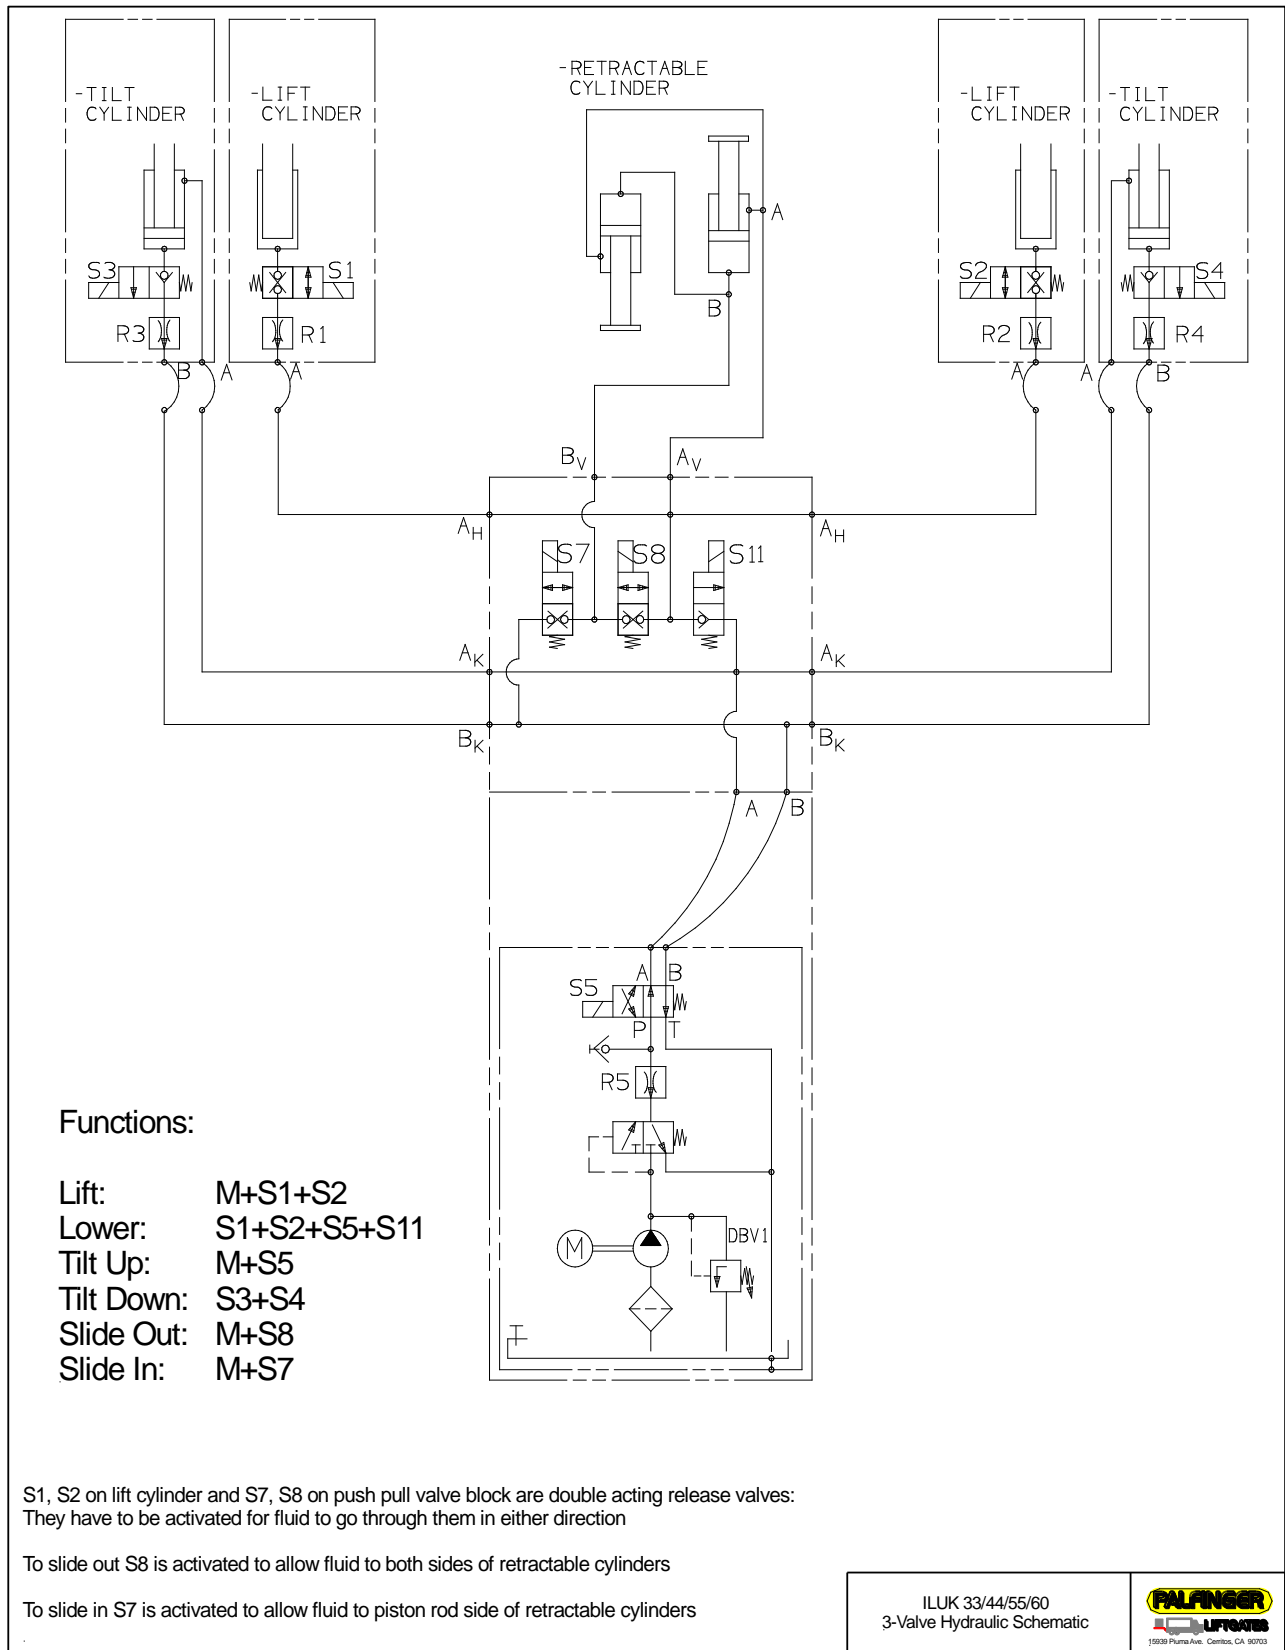 -TILT
CYLINDER
-LIFT
CYLINDER
-RETRACTABLE
CYLINDER
-LIFT
CYLINDER
-TILT
CYLINDER
A
S3
S1
S2
S4
B
R3
R1
R2
R4
B
A
A
A
A
B
BV
AV
AH
AH
S7
S8
S11
AK
AK
BK
BK
A
B
A
B
S5
P
T
R5
DBV1
M
T
Functions:
Lift: M+S1+S2
Lower: S1+S2+S5+S11
Tilt Up: M+S5
Tilt Down: S3+S4
Slide Out: M+S8
Slide In: M+S7
S1, S2 on lift cylinder and S7, S8 on push pull valve block are double acting release valves:
They have to be activated for fluid to go through them in either direction
To slide out S8 is activated to allow fluid to both sides of retractable cylinders
To slide in S7 is activated to allow fluid to piston rod side of retractable cylinders
ILUK 33/44/55/60
3-Valve Hydraulic Schematic
PALFINGER
LIFTGATES
15939 Piuma Ave. Cerritos, CA 90703